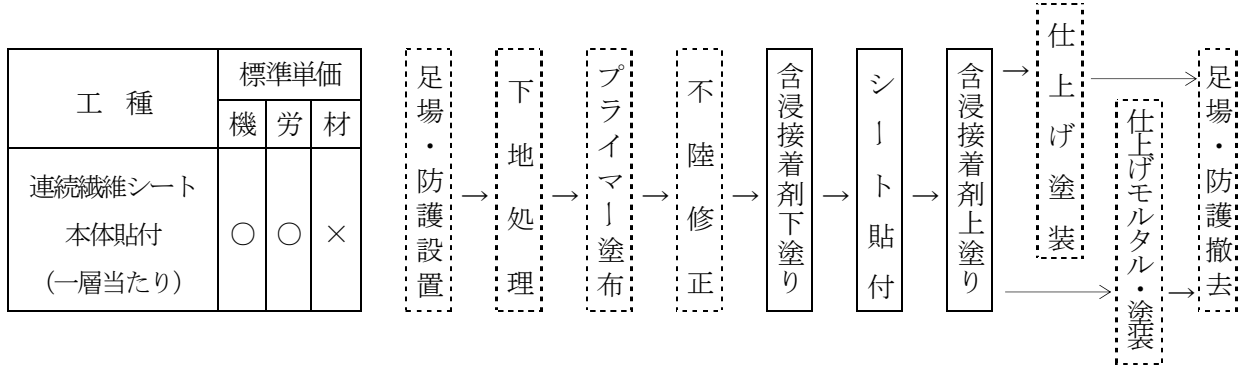 工 種
標準単価
機 労 材
連続繊維シート
本体貼付
(一層当たり)
○ ○ ×
足場・防護設置
→
下地処理
→
プライマー塗布
→
不陸修正
→
含浸接着剤下塗り
→
シート貼付
→
含浸接着剤上塗り
→
仕上げ塗装
→
仕上げモルタル・塗装
→
足場・防護撤去